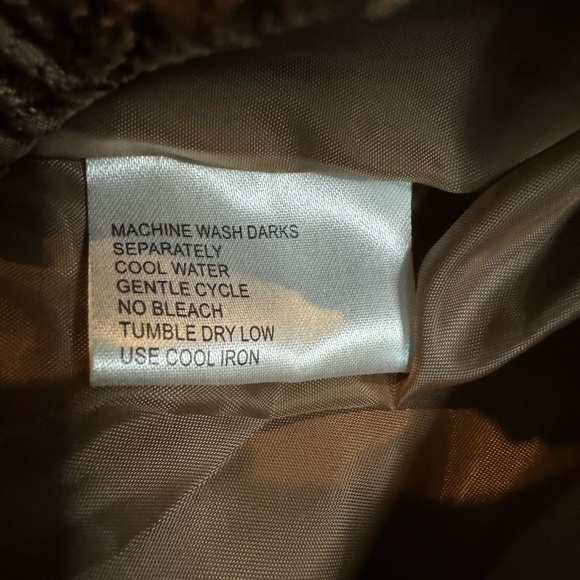 MACHINE WASH DARKS
SEPARATELY
COOL WATER
GENTLE CYCLE
NO BLEACH
TUMBLE DRY LOW
USE COOL IRON